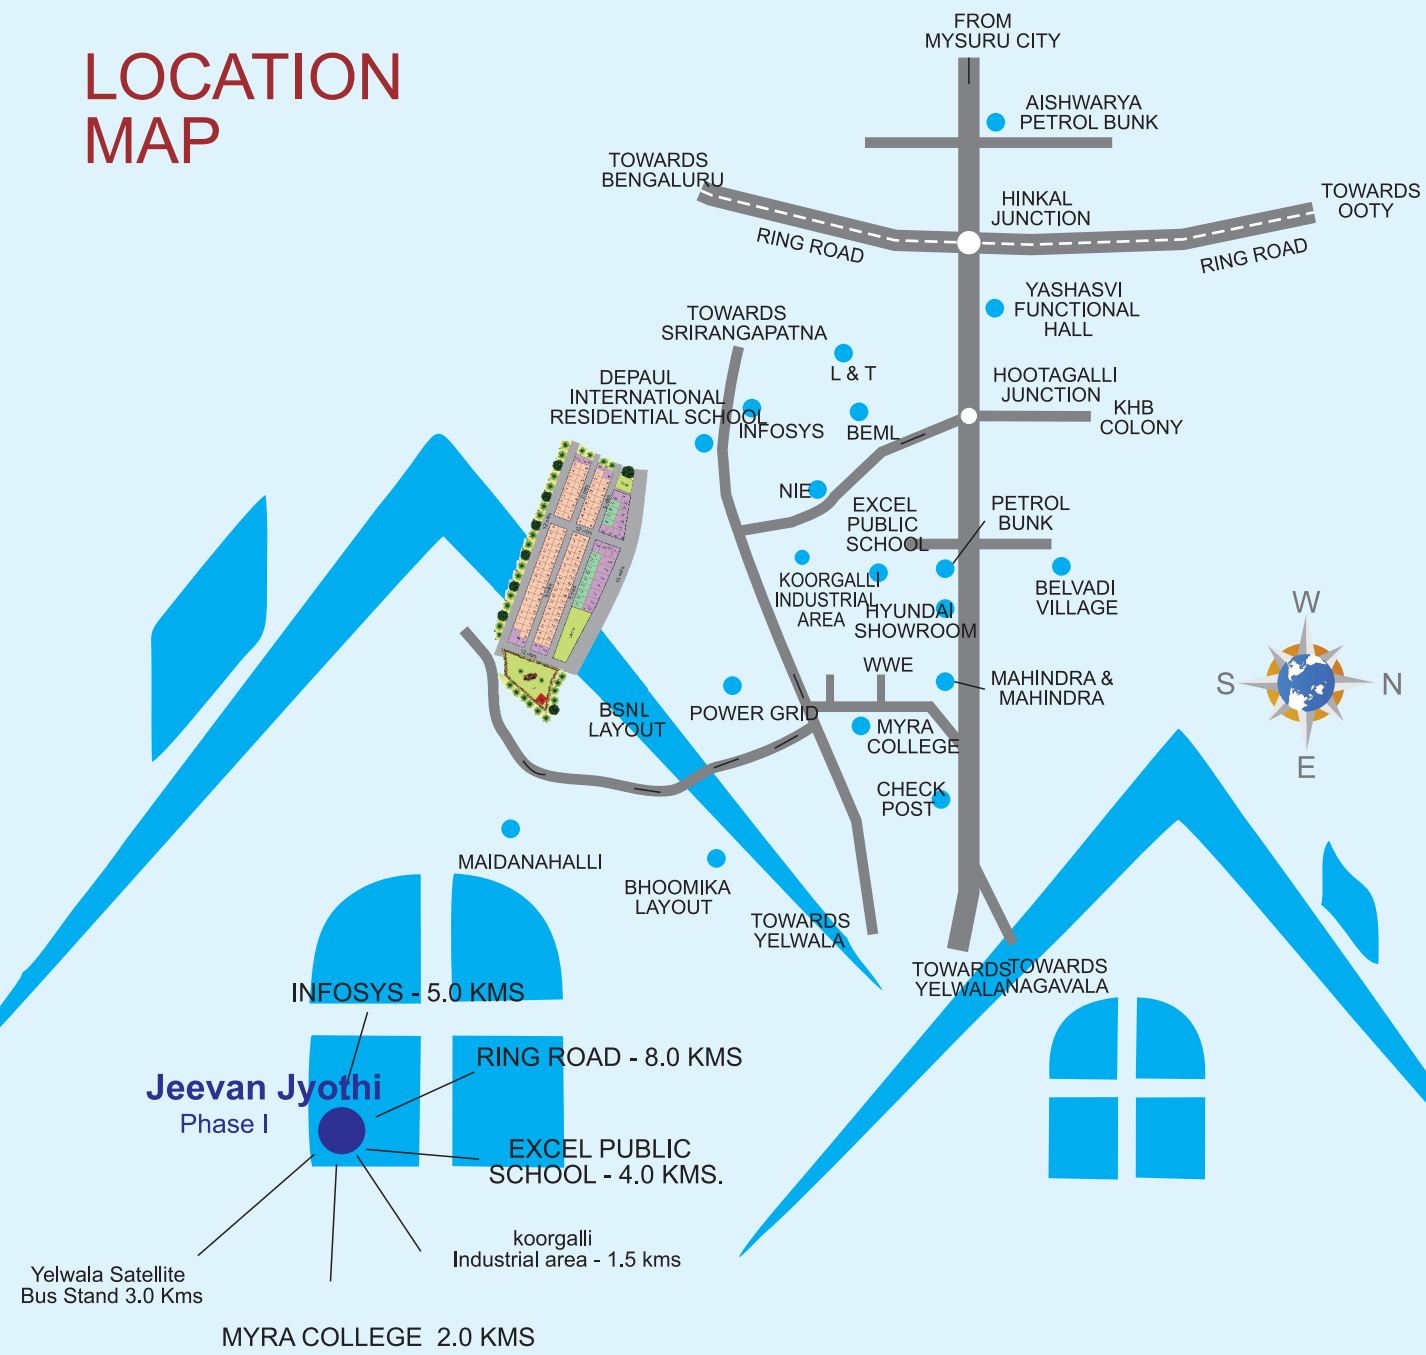 LOCATION
MAP
FROM
MYSURU CITY
AISHWARYA
PETROL BUNK
TOWARDS
BENGALURU
RING ROAD
HINKAL
JUNCTION
TOWARDS
OOTY
RING ROAD
YASHASVI
FUNCTIONAL
HALL
TOWARDS
SRIRANGAPATNA
L & T
DEPAUL
INTERNATIONAL
RESIDENTIAL SCHOOL
INFOSYS
BEML
HOOTAGALLI
JUNCTION
KHB
COLONY
NIE
EXCEL
PUBLIC
SCHOOL
PETROL
BUNK
KOORGALLI
INDUSTRIAL
AREA
HYUNDAI
SHOWROOM
BELVADI
VILLAGE
W
S
N
E
WWE
MAHINDRA &
MAHINDRA
BSNL
LAYOUT
POWER GRID
MYRA
COLLEGE
CHECK
POST
MAIDANAHALLI
BHOOMIKA
LAYOUT
TOWARDS
YELWALA
TOWARDS
YELWALA
TOWARDS
NAGAVALA
INFOSYS - 5.0 KMS
RING ROAD - 8.0 KMS
Jeevan Jyothi
Phase I
EXCEL PUBLIC
SCHOOL - 4.0 KMS.
koorgalli
Industrial area - 1.5 kms
Yelwala Satellite
Bus Stand 3.0 Kms
MYRA COLLEGE 2.0 KMS